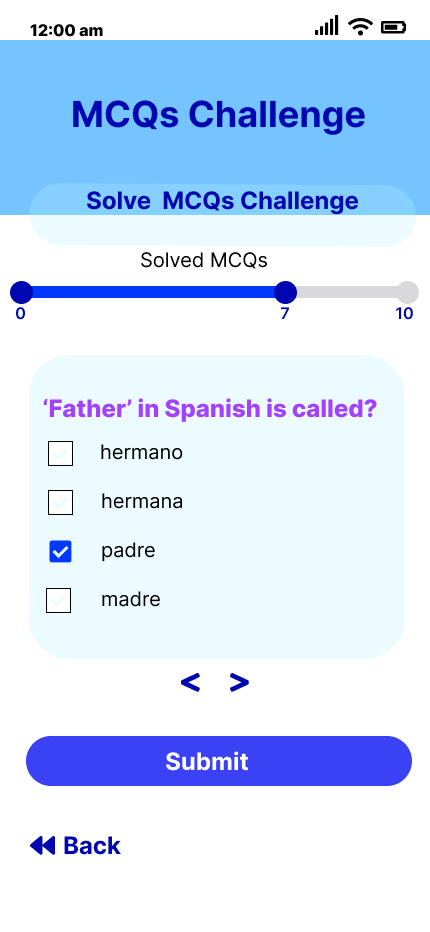 12:00 am
MCQs Challenge
Solve  MCQs Challenge
Solved MCQs
0 7 10
‘Father’ in Spanish is called?
hermano
hermana
padre
madre
< >
Submit
Back